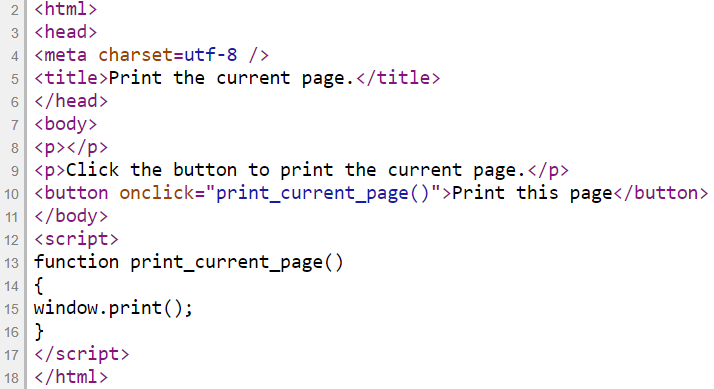 2 <html>
3 <head>
4 <meta charset=utf-8 />
5 <title>Print the current page.</title>
6 </head>
7 <body>
8 <p></p>
9 <p>Click the button to print the current page.</p>
10 <button onclick="print_current_page()">Print this page</button>
11 </body>
12 <script>
13 function print_current_page()
14 {
15 window.print();
16 }
17 </script>
18 </html>